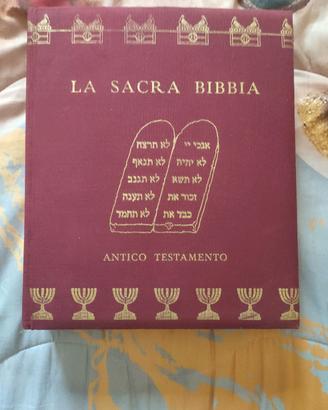 LA SACRA BIBBIA
אנכי יי לא תרצח
לא יהיה לא תנאף
לא תשא לא תגנב
זכור את לא תענה
כבד את לא תחמד
ANTICO TESTAMENTO